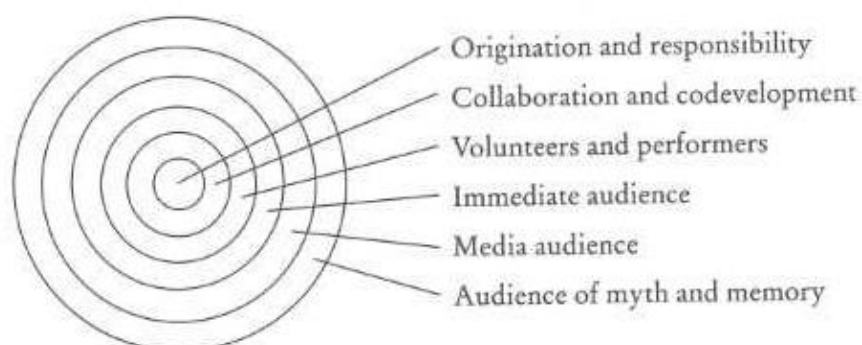 Origination and responsibility
Collaboration and codevelopment
Volunteers and performers
Immediate audience
Media audience
Audience of myth and memory